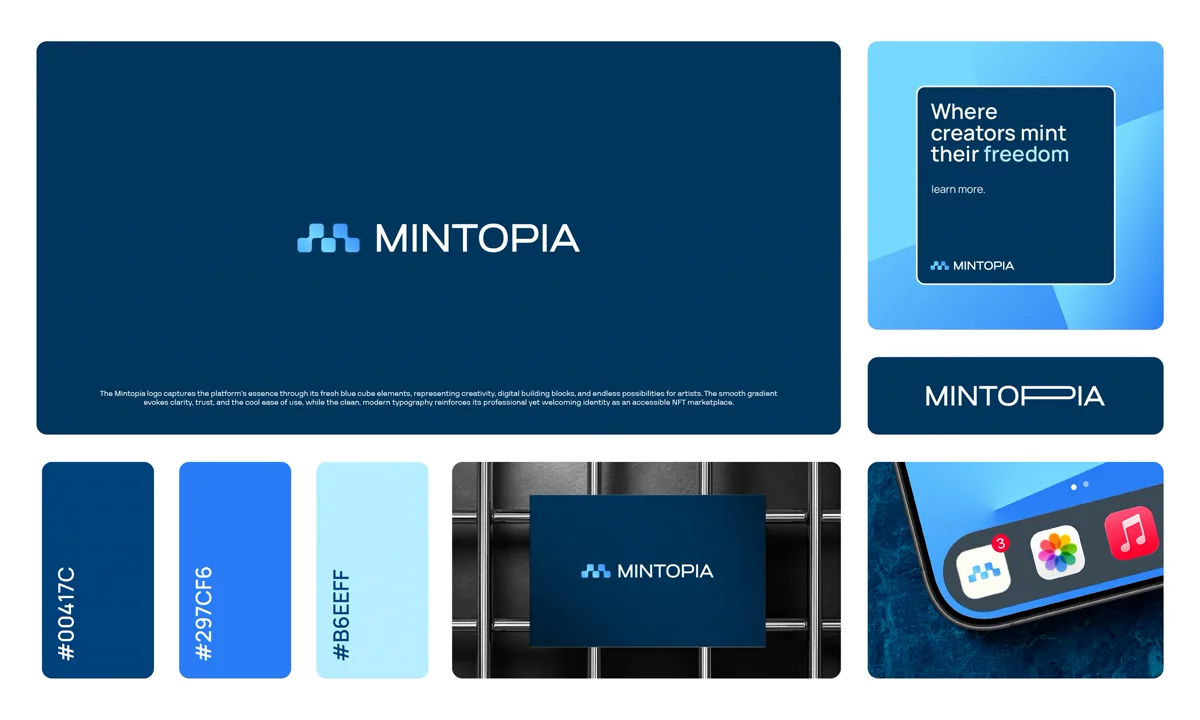 MINTOPIA
The Mintopia logo captures the platform's essence through its fresh blue cube elements, representing creativity, digital building blocks, and endless possibilities for artists. The smooth gradient
evokes clarity, trust, and the cool ease of use, while the clean, modern typography reinforces its professional yet welcoming identity as an accessible NFT marketplace.
Where
creators mint
their freedom
learn more.
MINTOPIA
MINTOPIA
#00417C
#297CF6
#B6EEFF
MINTOPIA
3